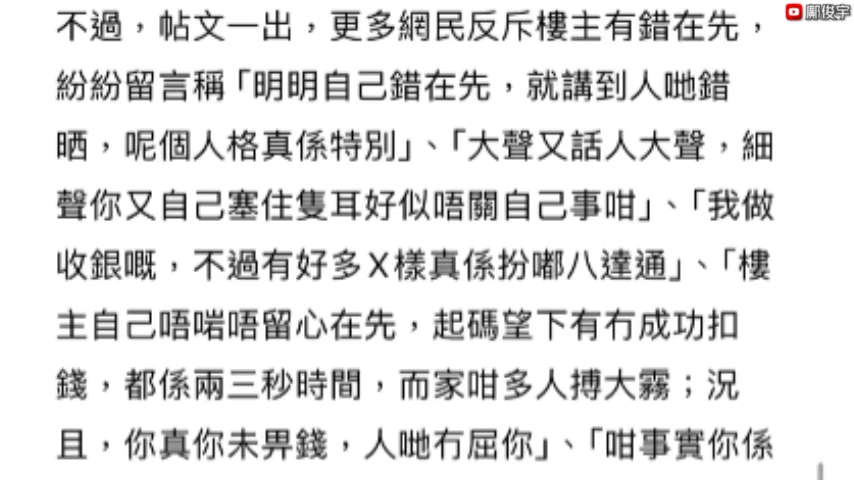 鄺俊宇
不過，帖文一出，更多網民反斥樓主有錯在先，
紛紛留言稱「明明自己錯在先，就講到人哋錯
晒，呢個人格真係特別」、「大聲又話人大聲，細
聲你又自己塞住隻耳好似唔關自己事咁」、「我做
收銀嘅，不過有好多X樣真係扮嘟八達通」、「樓
主自己唔啱唔留心在先，起碼望下有冇成功扣
錢，都係兩三秒時間，而家咁多人搏大霧；況
且，你真你未畀錢，人哋冇屈你」、「咁事實你係